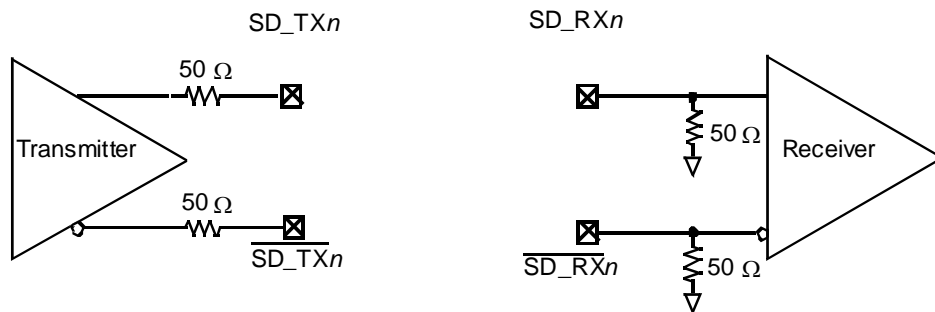 SD_TXn
SD_RXn
50 Ω
Transmitter
50 Ω
SD_TXn
50 Ω
Receiver
SD_RXn
50 Ω